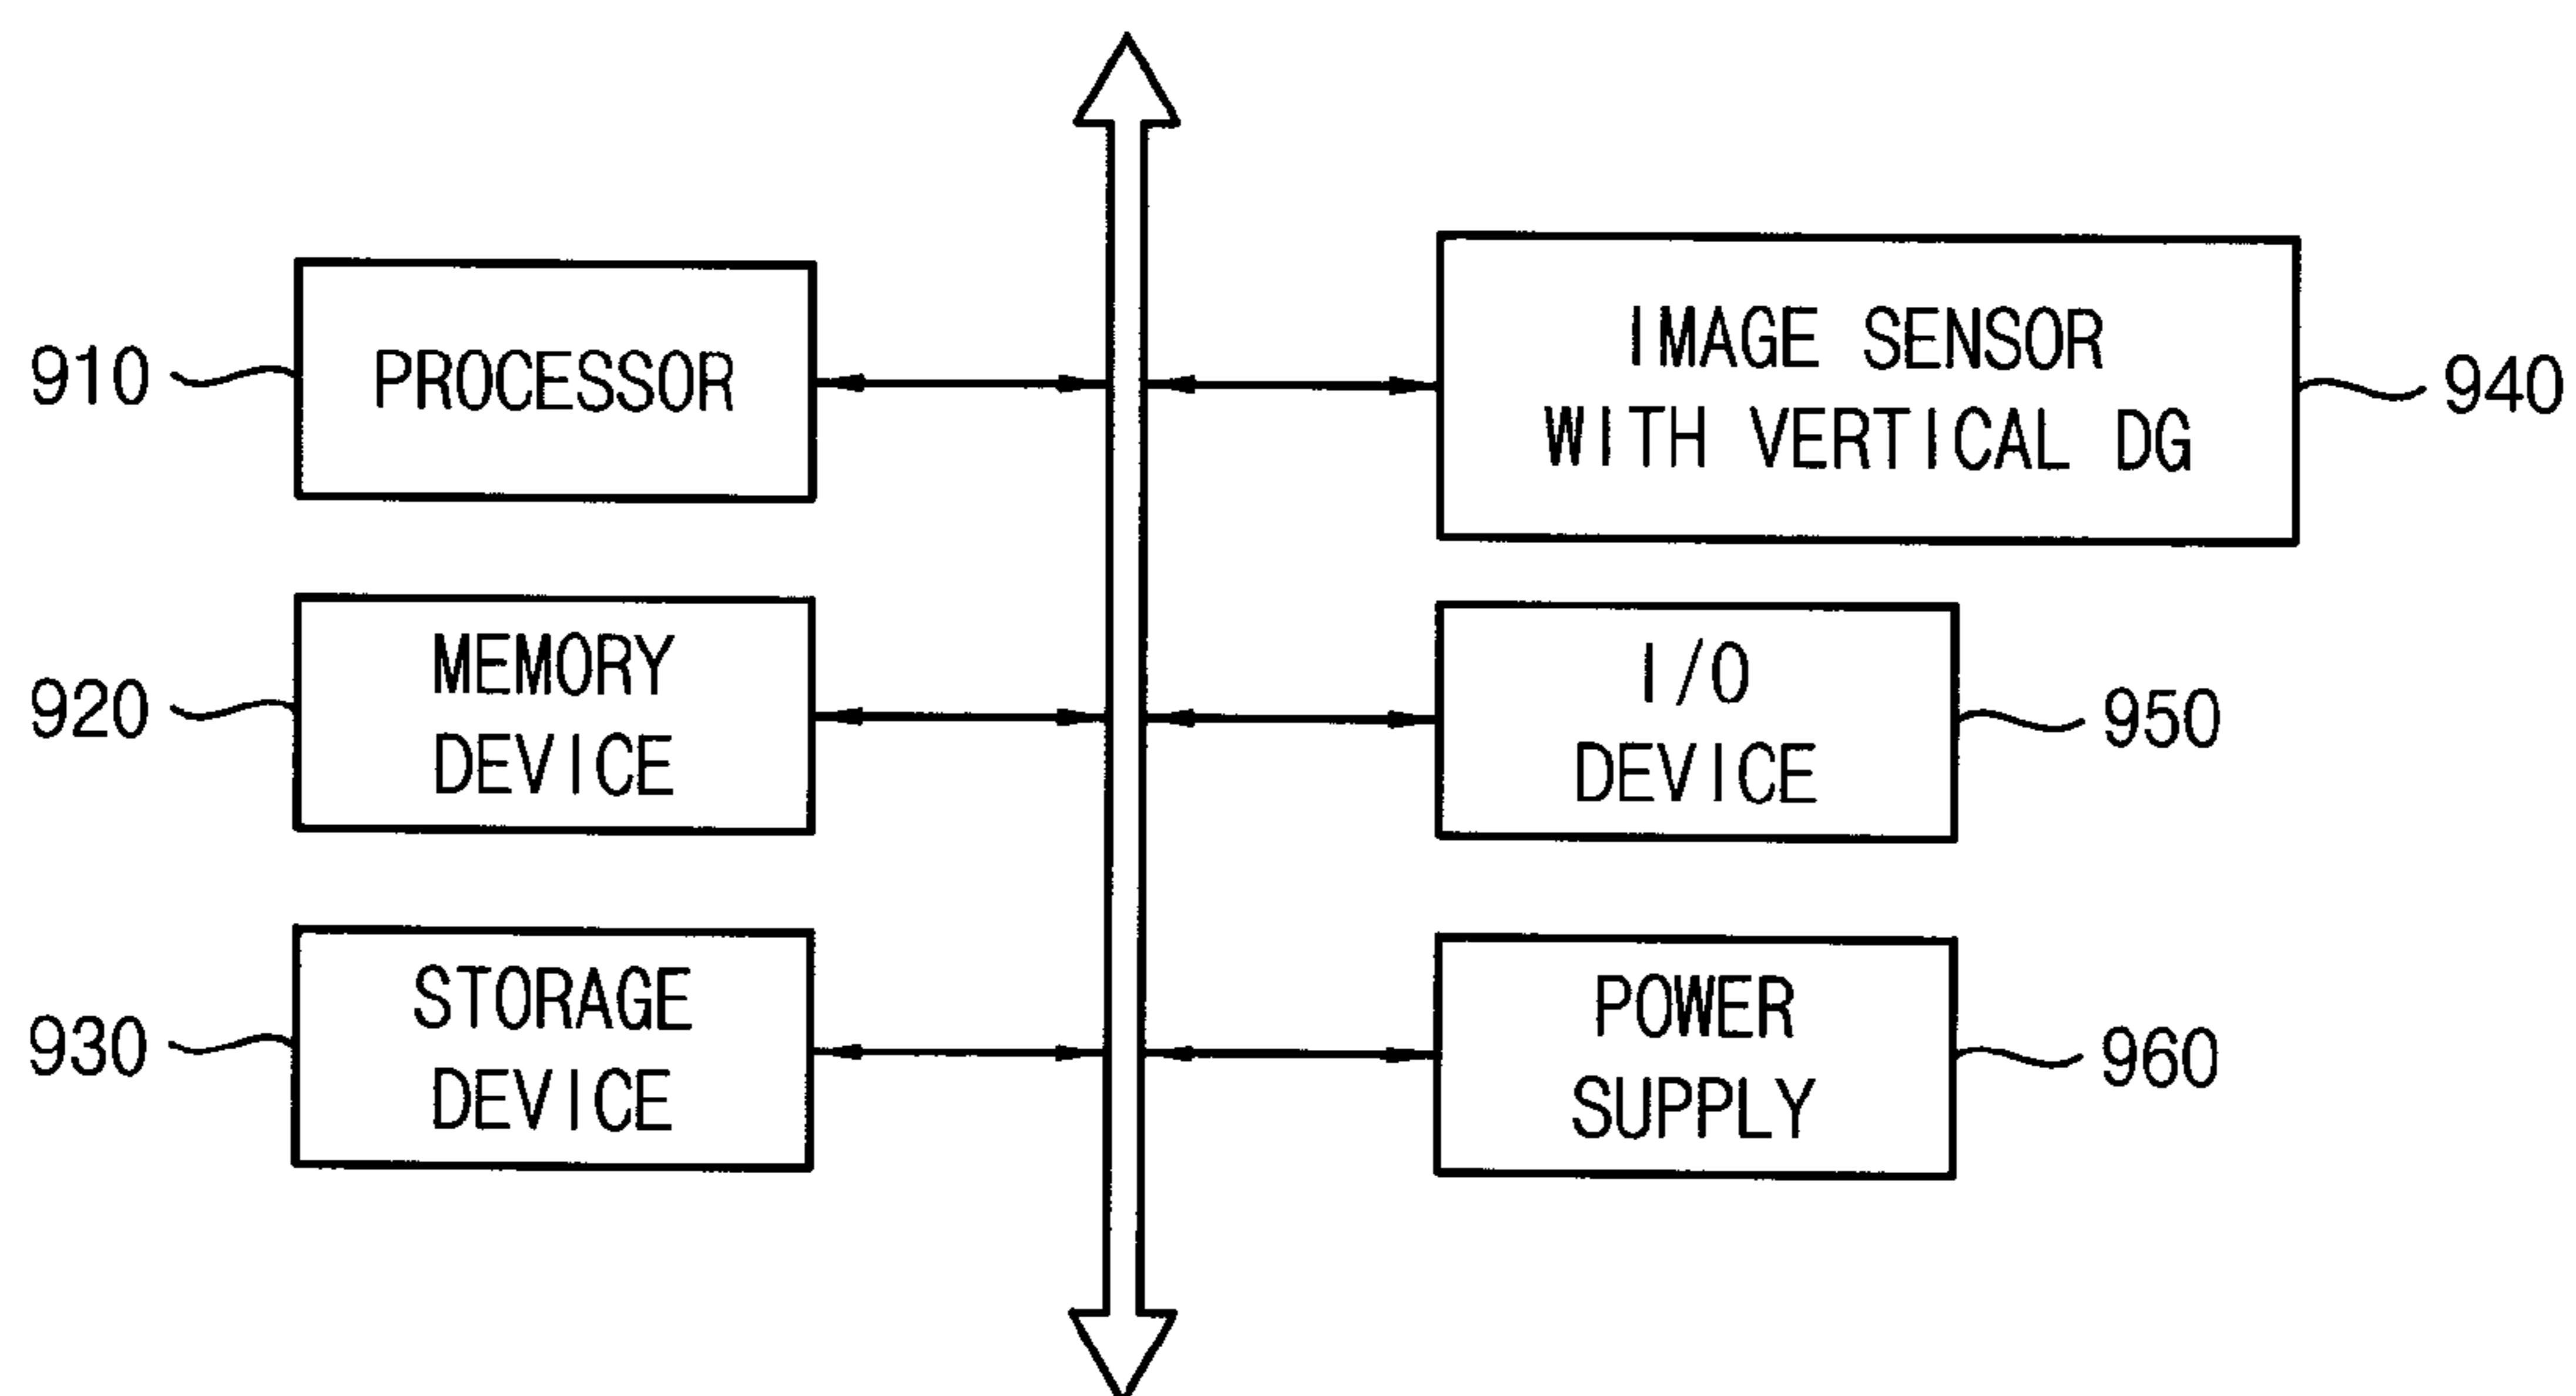 910
PROCESSOR
IMAGE SENSOR
WITH VERTICAL DG
940
920
MEMORY
DEVICE
I/O
DEVICE
950
930
STORAGE
DEVICE
POWER
SUPPLY
960